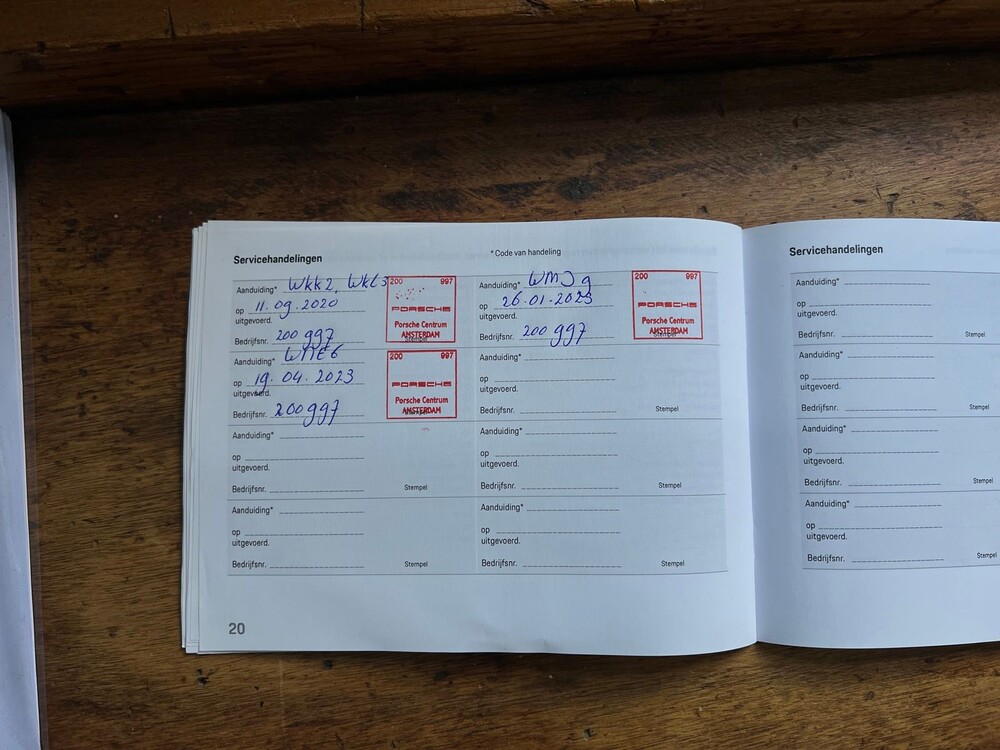 Servicehandelingen
* Code van handeling
Aanduiding* Wkk2, WkL3
op 11.09.2020
uitgevoerd.
Bedrijfsnr. 200 997
200 997
PORSCHE
Porsche Centrum
AMSTERDAM
Aanduiding* WMJ9
op 26.01.2023
uitgevoerd.
Bedrijfsnr. 200 997
200 997
PORSCHE
Porsche Centrum
AMSTERDAM
Aanduiding*
op 19.04.2023
uitgevoerd.
Bedrijfsnr. 200997
200 997
PORSCHE
Porsche Centrum
AMSTERDAM
Aanduiding*
op
uitgevoerd.
Bedrijfsnr. Stempel
Aanduiding*
op
uitgevoerd.
Bedrijfsnr. Stempel
Aanduiding*
op
uitgevoerd.
Bedrijfsnr. Stempel
Aanduiding*
op
uitgevoerd.
Bedrijfsnr. Stempel
Aanduiding*
op
uitgevoerd.
Bedrijfsnr. Stempel
20
Servicehandelingen
Aanduiding*
op
uitgevoerd.
Bedrijfsnr. Stempel
Aanduiding*
op
uitgevoerd.
Bedrijfsnr. Stempel
Aanduiding*
op
uitgevoerd.
Bedrijfsnr. Stempel
Aanduiding*
op
uitgevoerd.
Bedrijfsnr. Stempel